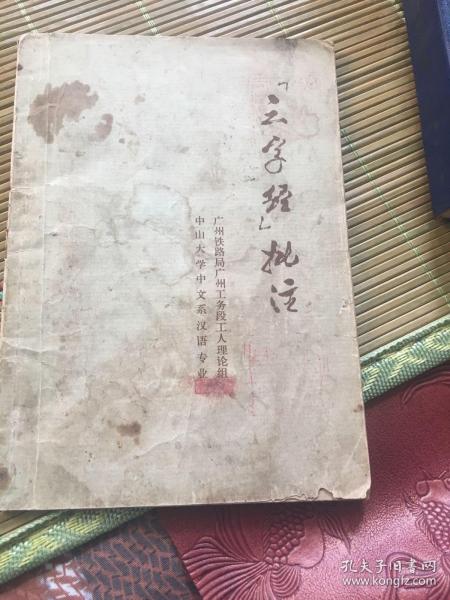 「三字经」批注
广州铁路局广州工务段工人理论组
中山大学中文系汉语专业
孔夫子旧书网
www.kongfz.com